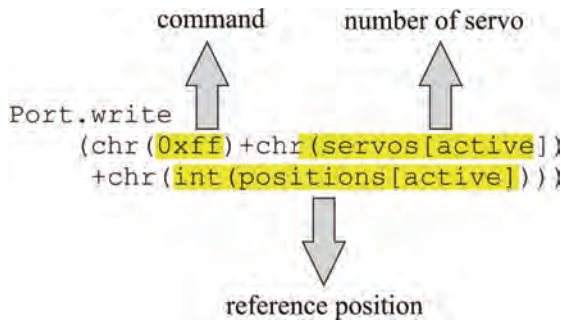 command number of servo
Port.write
(chr(0xff)+chr(servos[active])
+chr(int(positions[active])))
reference position